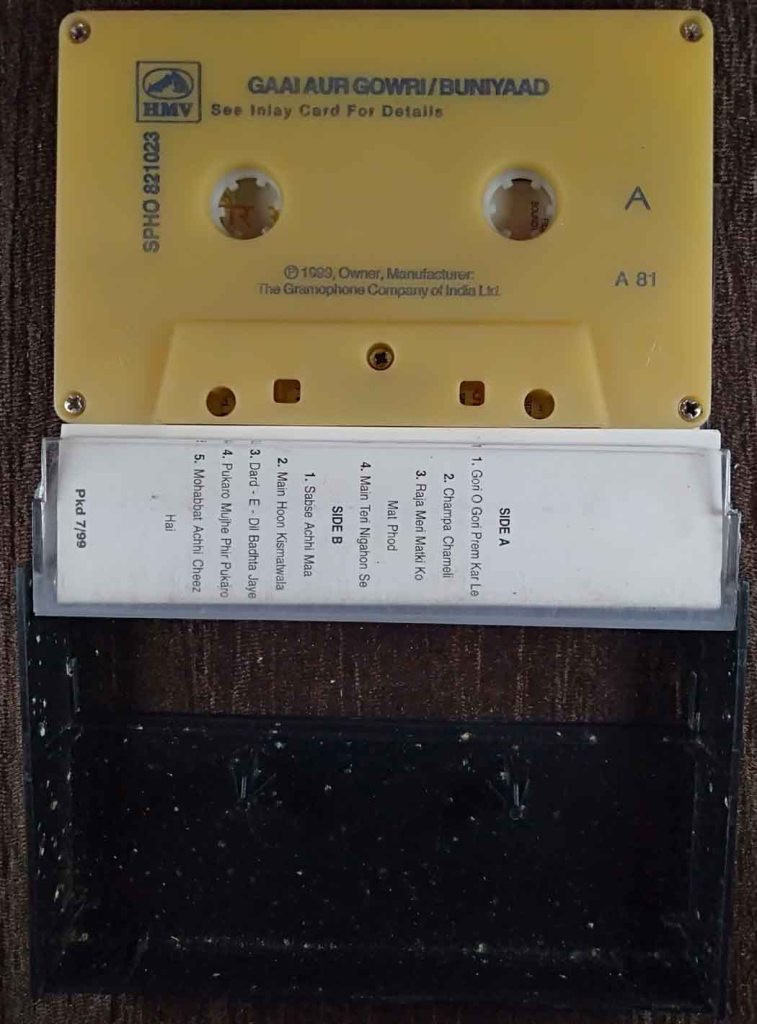 HMV
GAAI AUR GOWRI/BUNIYAAD
See Inlay Card For Details
SPHO 821023
A
A 81
℗ 1999, Owner, Manufacturer:
The Gramophone Company of India Ltd.
SIDE A
1. Gori O Gori Prem Kar Le
2. Champa Chameli
3. Raja Meri Matki Ko
Mat Phod
4. Main Teri Nigahon Se
SIDE B
1. Sabse Achhi Maa
2. Main Hoon Kismatwala
3. Dard - E - Dil Badhta Jaye
4. Pukaro Mujhe Phir Pukaro
5. Mohabbat Achhi Cheez
Hai
Pkd 7/99